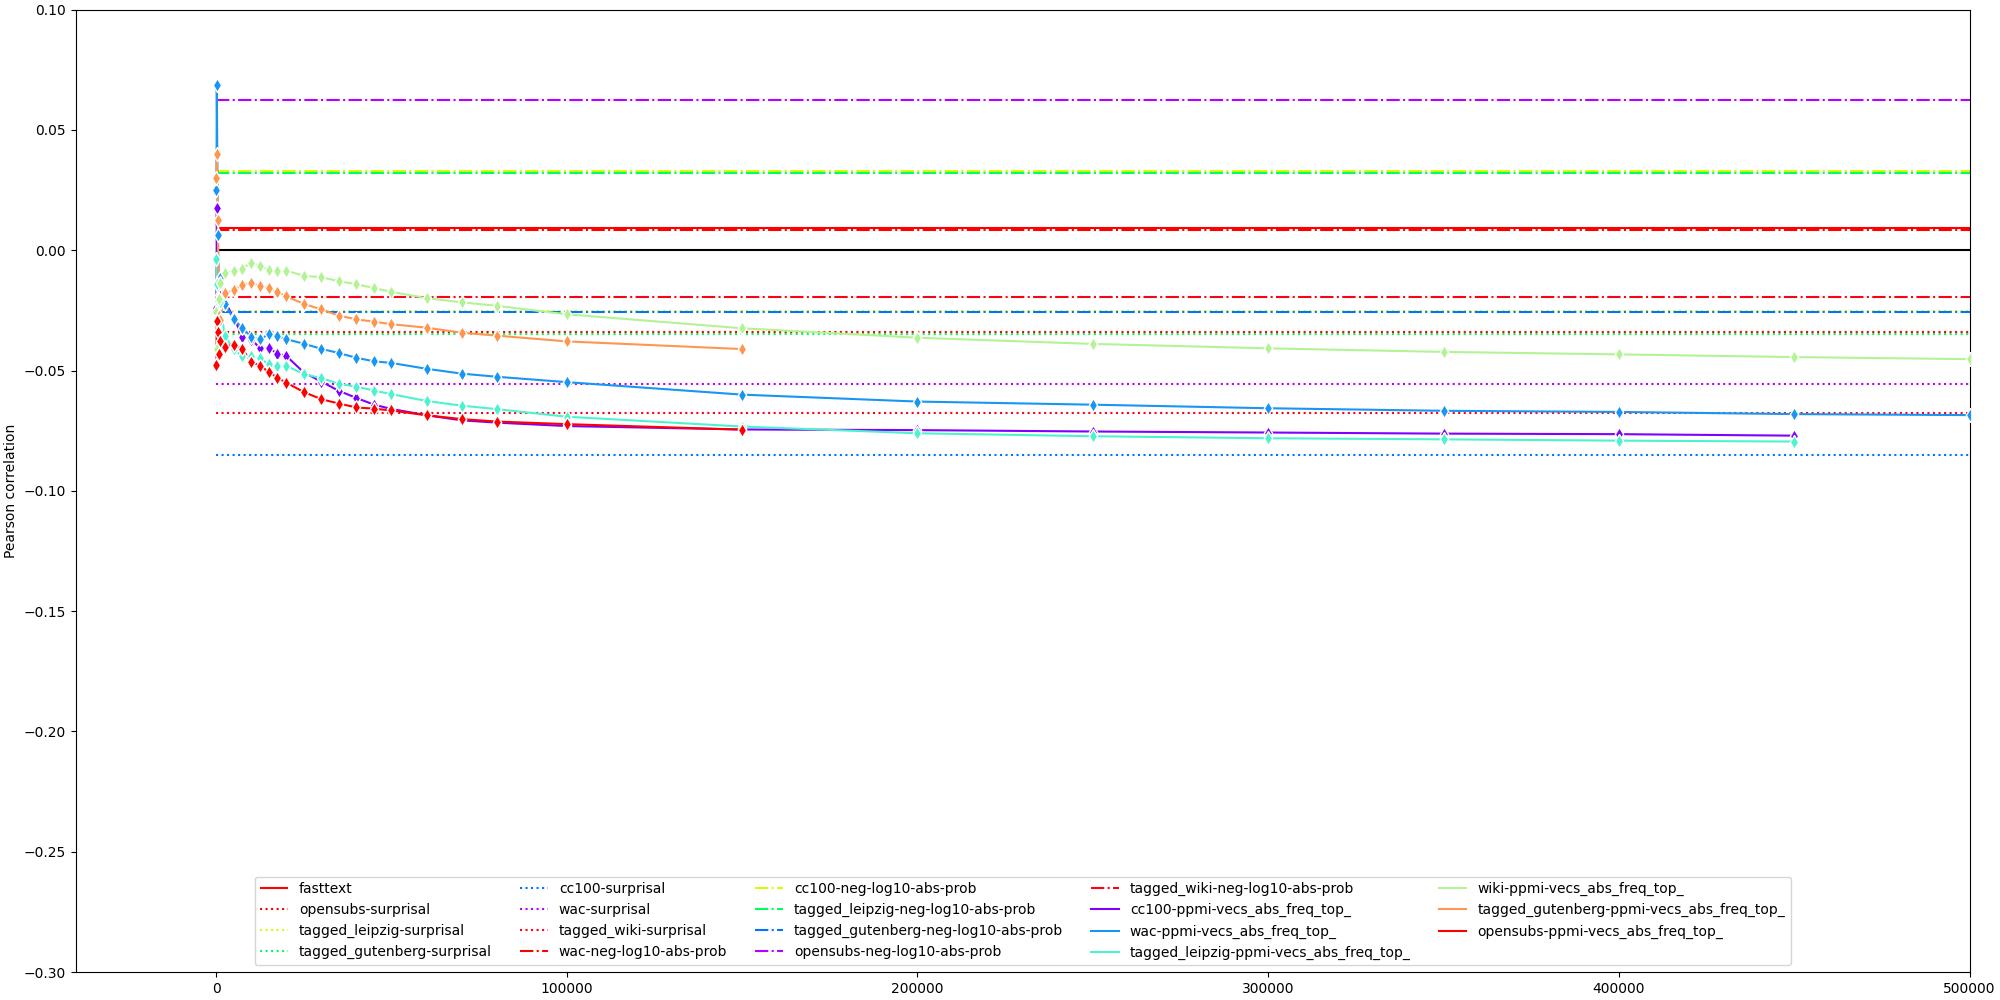 0.10
0.05
0.00
−0.05
−0.10
−0.15
−0.20
−0.25
−0.30
Pearson correlation
fasttext
opensubs-surprisal
tagged_leipzig-surprisal
tagged_gutenberg-surprisal
cc100-surprisal
wac-surprisal
tagged_wiki-surprisal
wac-neg-log10-abs-prob
cc100-neg-log10-abs-prob
tagged_leipzig-neg-log10-abs-prob
tagged_gutenberg-neg-log10-abs-prob
opensubs-neg-log10-abs-prob
tagged_wiki-neg-log10-abs-prob
cc100-ppmi-vecs_abs_freq_top_
wac-ppmi-vecs_abs_freq_top_
tagged_leipzig-ppmi-vecs_abs_freq_top_
wiki-ppmi-vecs_abs_freq_top_
tagged_gutenberg-ppmi-vecs_abs_freq_top_
opensubs-ppmi-vecs_abs_freq_top_
0
100000
200000
300000
400000
500000